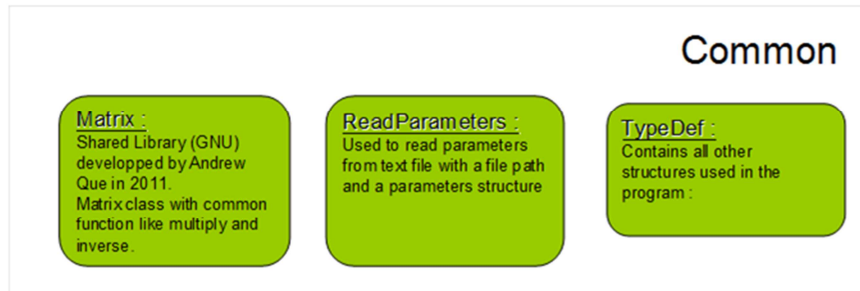 Common
Matrix :
Shared Library (GNU)
developped by Andrew
Que in 2011.
Matrix class with common
function like multiply and
inverse.
ReadParameters :
Used to read parameters
from text file with a file path
and a parameters structure
TypeDef :
Contains all other
structures used in the
program :